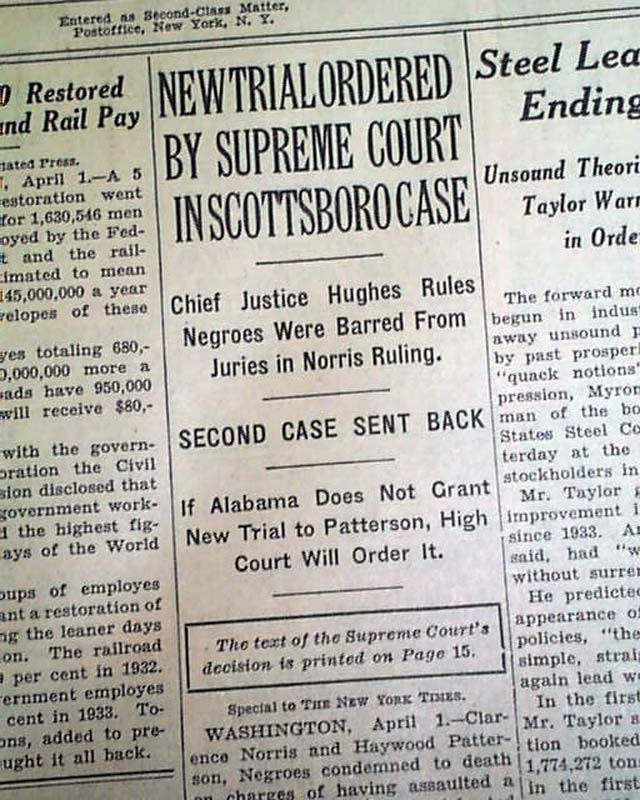 Entered as Second-Class Matter,
Postoffice, New York, N. Y.
Restored
and Rail Pay
April 1.—A 5
restoration went
for 1,630,546 men
oyed by the Fed-
t and the rail-
timated to mean
145,000,000 a year
velopes of these
yes totaling 680,-
0,000,000 more a
ads have 950,000
will receive $80,-
with the govern-
oration the Civil
sion disclosed that
government work-
d the highest fig-
ays of the World
oups of employes
ant a restoration of
ng the leaner days
on. The railroad
per cent in 1932.
ernment employes
cent in 1933. To-
ons, added to pre-
ught it all back.
NEW TRIAL ORDERED
BY SUPREME COURT
IN SCOTTSBORO CASE
Chief Justice Hughes Rules
Negroes Were Barred From
Juries in Norris Ruling.
SECOND CASE SENT BACK
If Alabama Does Not Grant
New Trial to Patterson, High
Court Will Order It.
The text of the Supreme Court's
decision is printed on Page 15.
Special to THE NEW YORK TIMES.
WASHINGTON, April 1.—Clar-
ence Norris and Haywood Patter-
son, Negroes condemned to death
on charges of having assaulted a
Steel Lea
Ending
Unsound Theori
Taylor Warn
in Orde
The forward mo
begun in indus
away unsound p
by past prosperi
"quack notions"
pression, Myron
man of the bo
States Steel Co
terday at the
stockholders in
Mr. Taylor
improvement i
since 1933. A
said, had "w
without surren
He predicted
appearance of
policies, "the
simple, strai
again lead w
In the first
Mr. Taylor s
tion booked
1,774,272 tons
in the first